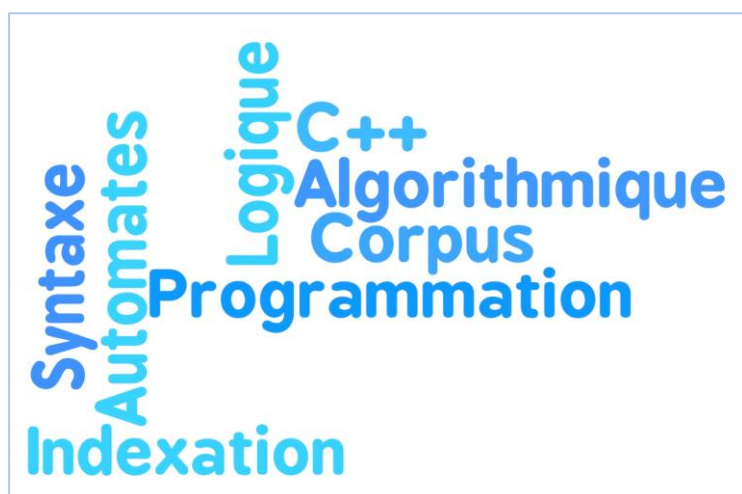 Syntaxe
Automates
Logique
C++
Algorithmique
Corpus
Programmation
Indexation